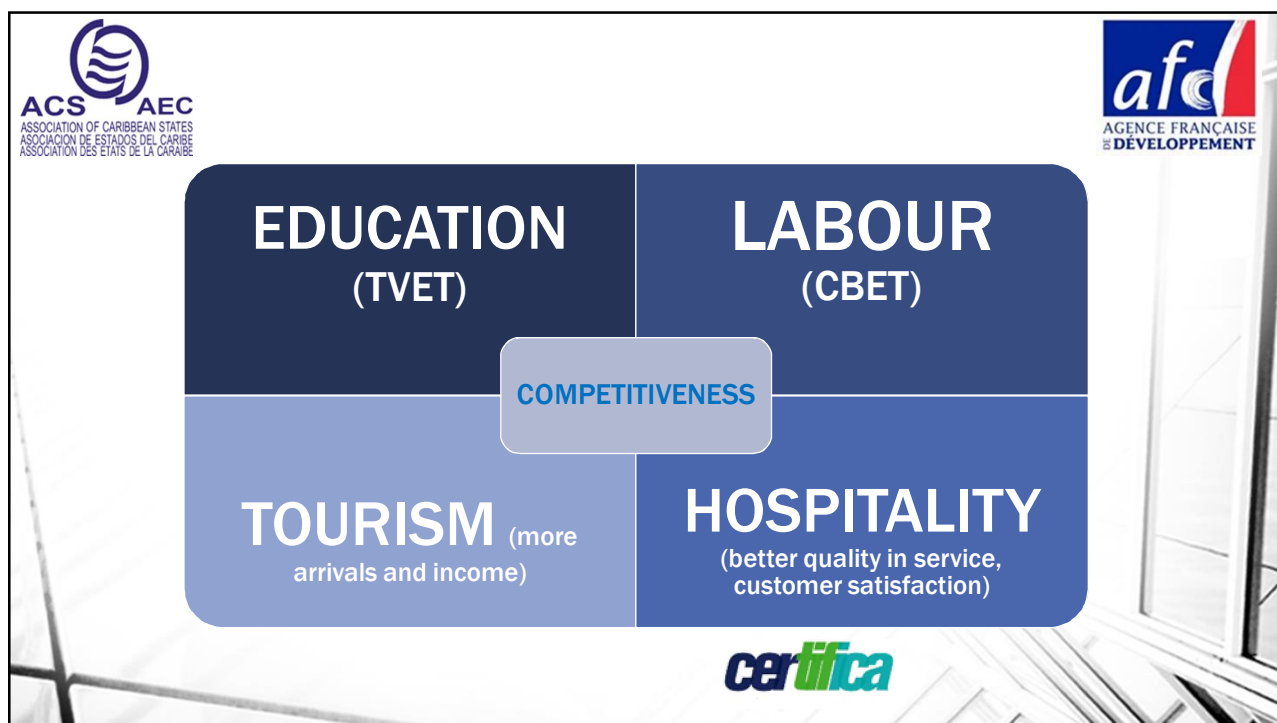 ACS AEC
ASSOCIATION OF CARIBBEAN STATES
ASOCIACION DE ESTADOS DEL CARIBE
ASSOCIATION DES ETATS DE LA CARAIBE
afd
AGENCE FRANÇAISE
DE DÉVELOPPEMENT
EDUCATION
(TVET)
LABOUR
(CBET)
COMPETITIVENESS
TOURISM (more
arrivals and income)
HOSPITALITY
(better quality in service,
customer satisfaction)
certifica